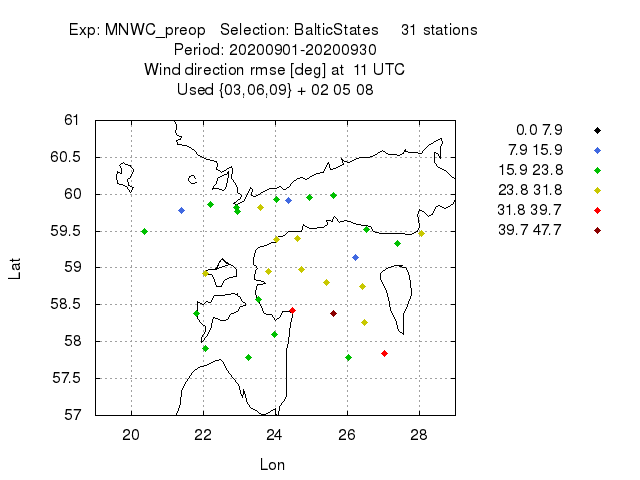 Exp: MNWC_preop   Selection: BalticStates     31 stations
Period: 20200901-20200930
Wind direction rmse [deg] at  11 UTC
Used {03,06,09} + 02 05 08
0.0 7.9
7.9 15.9
15.9 23.8
23.8 31.8
31.8 39.7
39.7 47.7
61
60.5
60
59.5
59
58.5
58
57.5
57
Lat
20 22 24 26 28
Lon